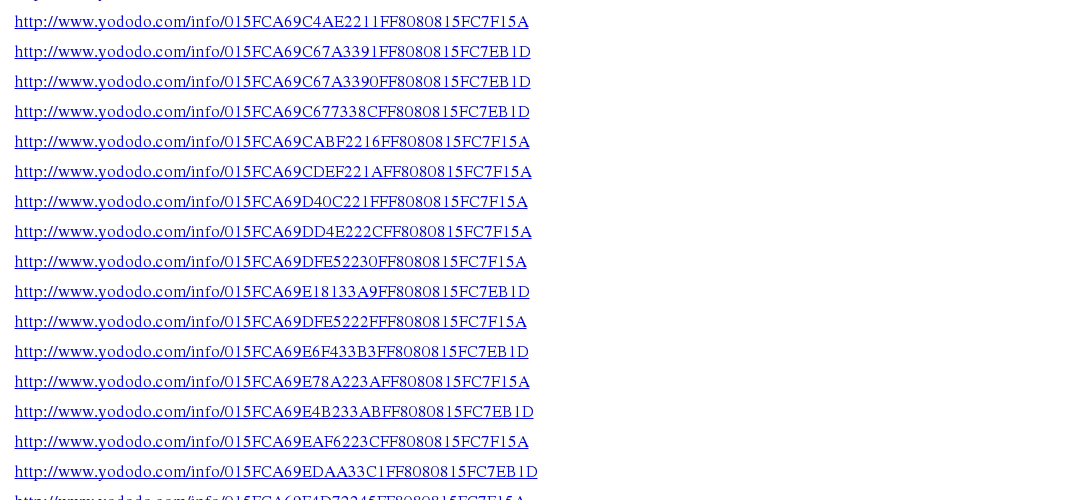 http://www.yododo.com/info/015FCA69C4AE2211FF8080815FC7F15A
http://www.yododo.com/info/015FCA69C67A3391FF8080815FC7EB1D
http://www.yododo.com/info/015FCA69C67A3390FF8080815FC7EB1D
http://www.yododo.com/info/015FCA69C677338CFF8080815FC7EB1D
http://www.yododo.com/info/015FCA69CABF2216FF8080815FC7F15A
http://www.yododo.com/info/015FCA69CDEF221AFF8080815FC7F15A
http://www.yododo.com/info/015FCA69D40C221FFF8080815FC7F15A
http://www.yododo.com/info/015FCA69DD4E222CFF8080815FC7F15A
http://www.yododo.com/info/015FCA69DFE52230FF8080815FC7F15A
http://www.yododo.com/info/015FCA69E18133A9FF8080815FC7EB1D
http://www.yododo.com/info/015FCA69DFE5222FFF8080815FC7F15A
http://www.yododo.com/info/015FCA69E6F433B3FF8080815FC7EB1D
http://www.yododo.com/info/015FCA69E78A223AFF8080815FC7F15A
http://www.yododo.com/info/015FCA69E4B233ABFF8080815FC7EB1D
http://www.yododo.com/info/015FCA69EAF6223CFF8080815FC7F15A
http://www.yododo.com/info/015FCA69EDAA33C1FF8080815FC7EB1D